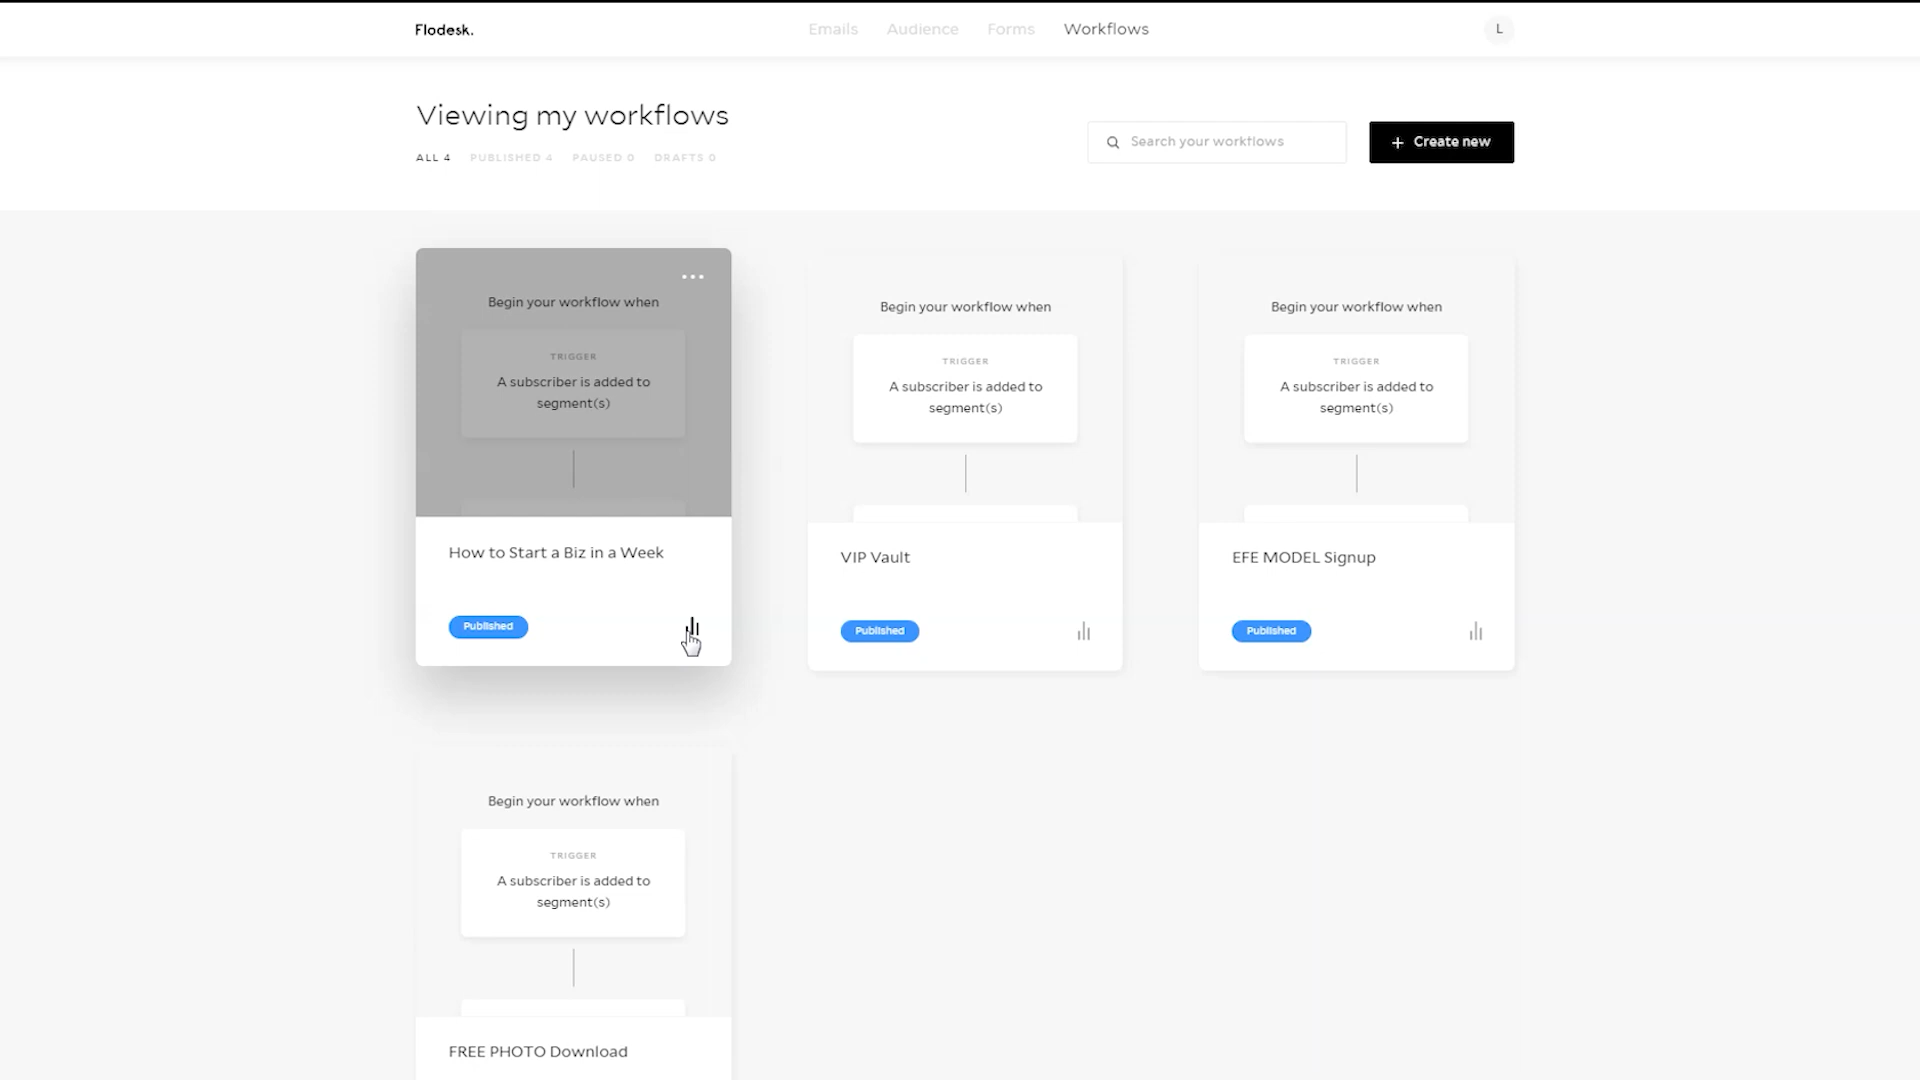 Flodesk.
Emails Audience Forms Workflows
L
Viewing my workflows
ALL 4 PUBLISHED 4 PAUSED 0 DRAFTS 0
Search your workflows
+ Create new
Begin your workflow when
TRIGGER
A subscriber is added to
segment(s)
How to Start a Biz in a Week
Published
Begin your workflow when
TRIGGER
A subscriber is added to
segment(s)
VIP Vault
Published
Begin your workflow when
TRIGGER
A subscriber is added to
segment(s)
EFE MODEL Signup
Published
Begin your workflow when
TRIGGER
A subscriber is added to
segment(s)
FREE PHOTO Download